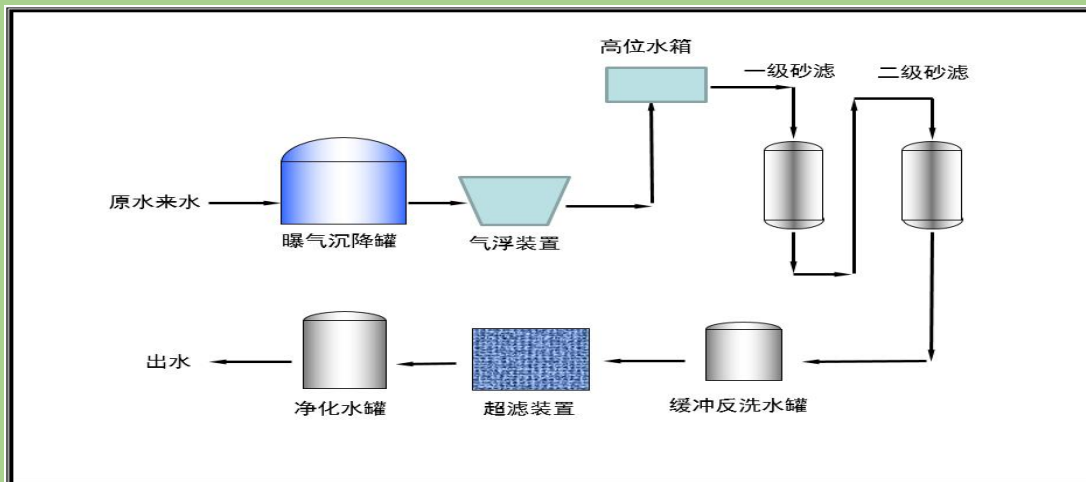 高位水箱
一级砂滤
二级砂滤
原水来水
曝气沉降罐
气浮装置
出水
净化水罐
超滤装置
缓冲反洗水罐